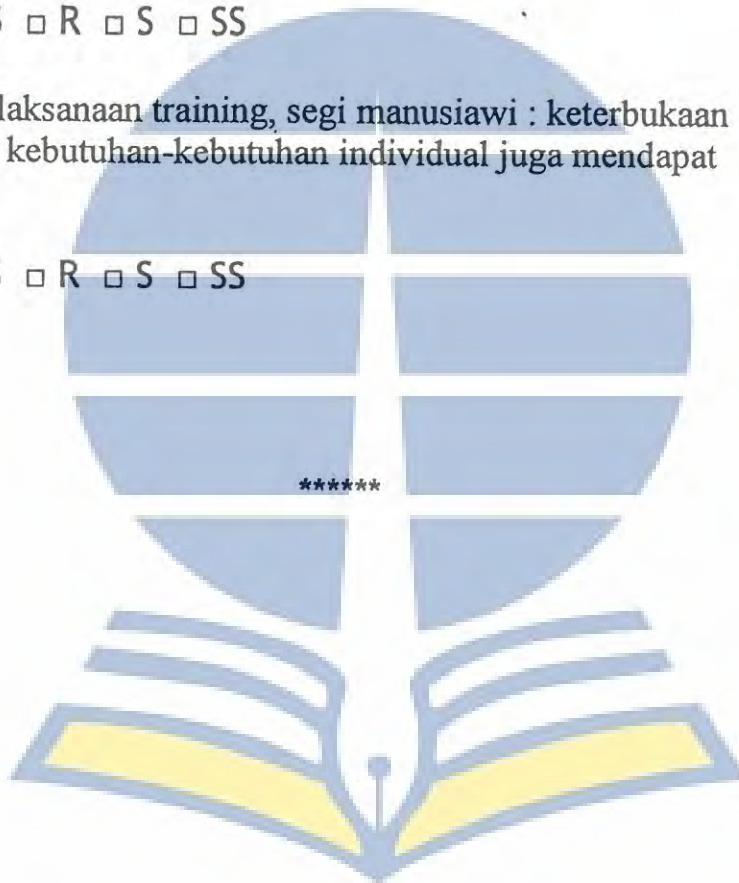 □ R □ S □ SS
laksanaan training, segi manusiawi : keterbukaan
kebutuhan-kebutuhan individual juga mendapat
□ R □ S □ SS
******